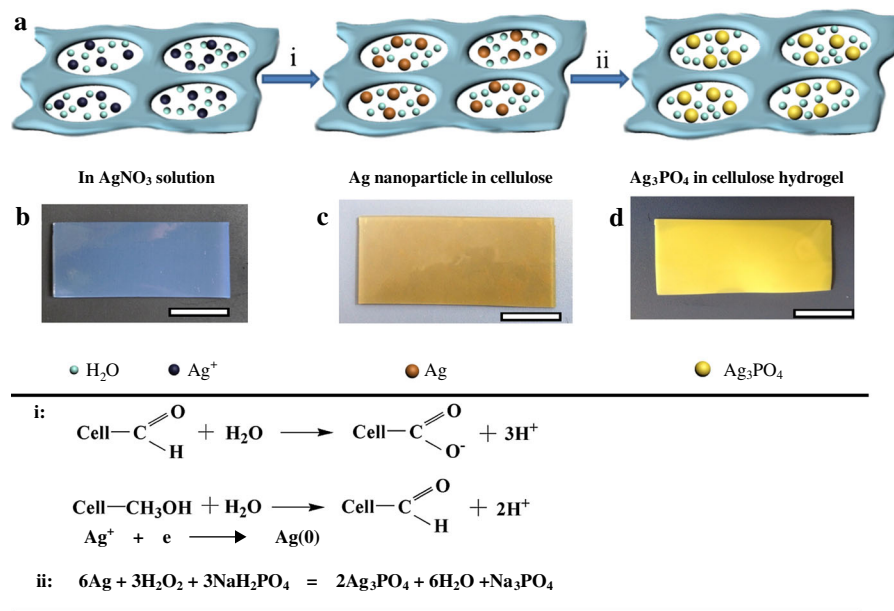 a
i
ii
In AgNO₃ solution
Ag nanoparticle in cellulose
Ag₃PO₄ in cellulose hydrogel
b
c
d
H₂O
Ag⁺
Ag
Ag₃PO₄
i:
Cell—C=O H + H₂O → Cell—C=O O⁻ + 3H⁺
Cell—CH₃OH + H₂O → Cell—C=O H + 2H⁺
Ag⁺ + e → Ag(0)
ii: 6Ag + 3H₂O₂ + 3NaH₂PO₄ = 2Ag₃PO₄ + 6H₂O +Na₃PO₄